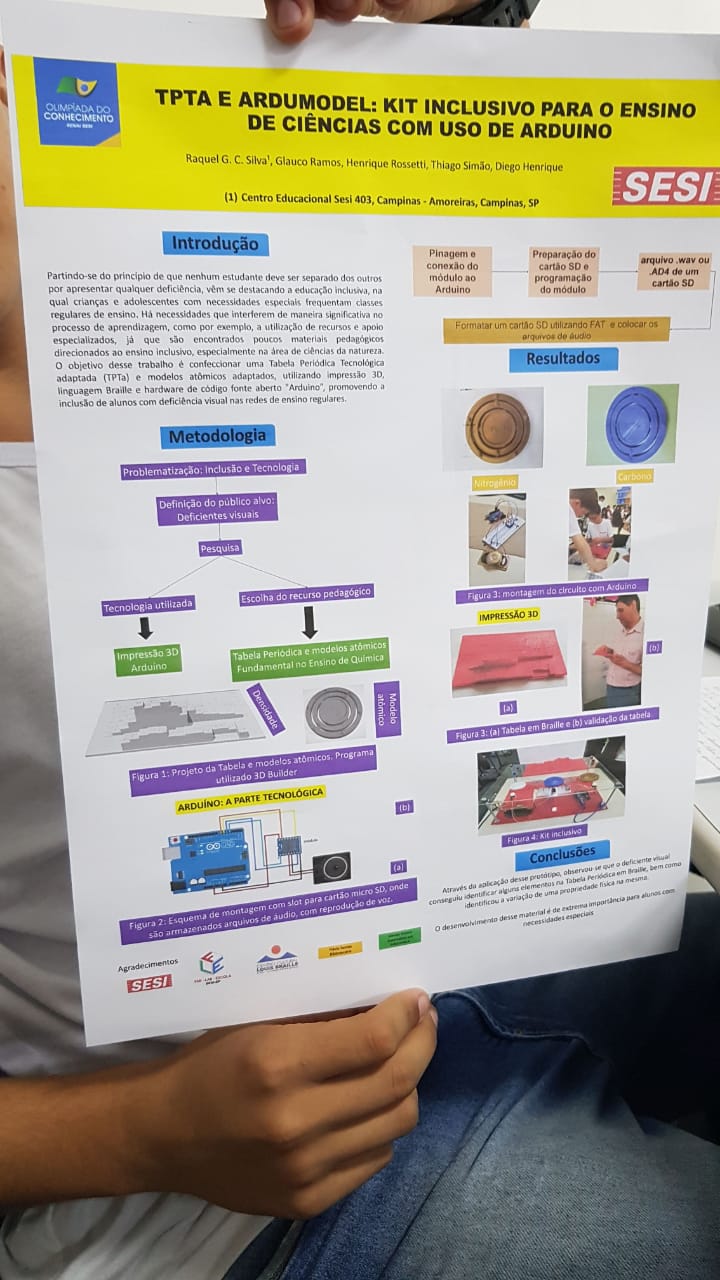 OLIMPÍADA DO
CONHECIMENTO
TPTA E ARDUMODEL: KIT INCLUSIVO PARA O ENSINO
DE CIÊNCIAS COM USO DE ARDUINO
Raquel G. C. Silva¹, Glauco Ramos, Henrique Rossetti, Thiago Simão, Diego Henrique
(1) Centro Educacional Sesi 403, Campinas - Amoreiras, Campinas, SP
SESI
Introdução
Partindo-se do princípio de que nenhum estudante deve ser separado dos outros
por apresentar qualquer deficiência, vêm se destacando a educação inclusiva, na
qual crianças e adolescentes com necessidades especiais frequentam classes
regulares de ensino. Há necessidades que interferem de maneira significativa no
processo de aprendizagem, como por exemplo, a utilização de recursos e apoio
especializados, já que são encontrados poucos materiais pedagógicos
direcionados ao ensino inclusivo, especialmente na área de ciências da natureza.
O objetivo desse trabalho é confeccionar uma Tabela Periódica Tecnológica
adaptada (TPTa) e modelos atômicos adaptados, utilizando impressão 3D,
linguagem Braille e hardware de código fonte aberto "Arduino", promovendo a
inclusão de alunos com deficiência visual nas redes de ensino regulares.
Metodologia
Problematização: Inclusão e Tecnologia
Definição do público alvo:
Deficientes visuais
Pesquisa
Tecnologia utilizada
Escolha do recurso pedagógico
Impressão 3D
Arduino
Tabela Periódica e modelos atômicos
Fundamental no Ensino de Química
Densidade
Modelo
atômico
Figura 1: Projeto da Tabela e modelos atômicos. Programa
utilizado 3D Builder
ARDUÍNO: A PARTE TECNOLÓGICA
(b)
(a)
Figura 2: Esquema de montagem com slot para cartão micro SD, onde
são armazenados arquivos de áudio, com reprodução de voz.
Agradecimentos
SESI
LOUIS BRAILLE
Pinagem e
conexão do
módulo ao
Arduino
Preparação do
cartão SD e
programação
do módulo
arquivo .wav ou
.AD4 de um
cartão SD
Formatar um cartão SD utilizando FAT e colocar os
arquivos de áudio
Resultados
Nitrogênio
Carbono
Figura 3: montagem do circuito com Arduino
IMPRESSÃO 3D
(b)
(a)
Figura 3: (a) Tabela em Braille e (b) validação da tabela
Figura 4: Kit inclusivo
Conclusões
Através da aplicação desse protótipo, observou-se que o deficiente visual
conseguiu identificar alguns elementos na Tabela Periódica em Braille, bem como
identificou a variação de uma propriedade física na mesma.
O desenvolvimento desse material é de extrema importância para alunos com
necessidades especiais